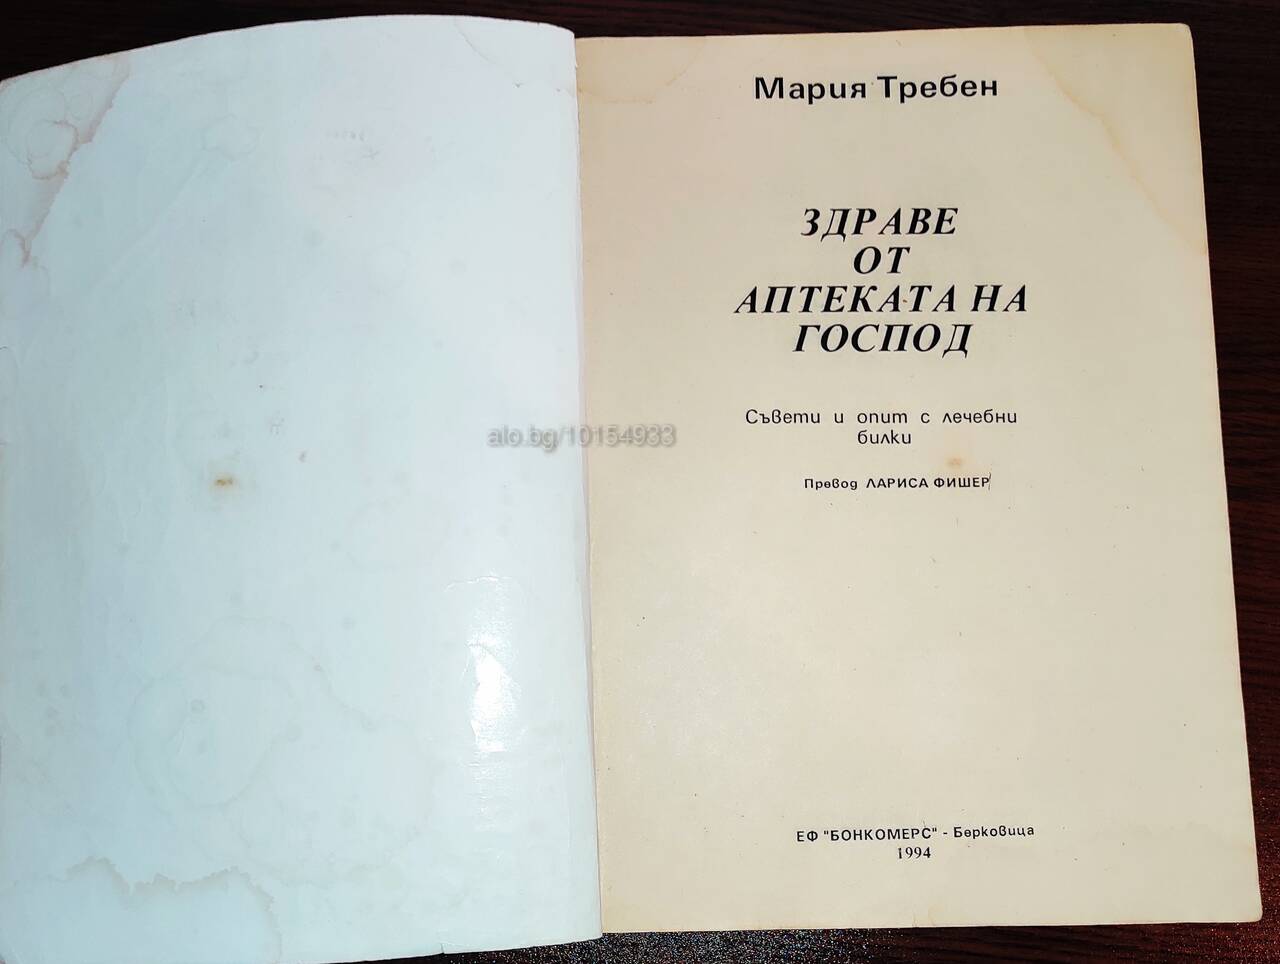 Мария Требен
ЗДРАВЕ
ОТ
АПТЕКАТА НА
ГОСПОД
Съвети и опит с лечебни
билки
Превод ЛАРИСА ФИШЕР
ЕФ "БОНКОМЕРС" - Берковица
1994
alo.bg/10154933